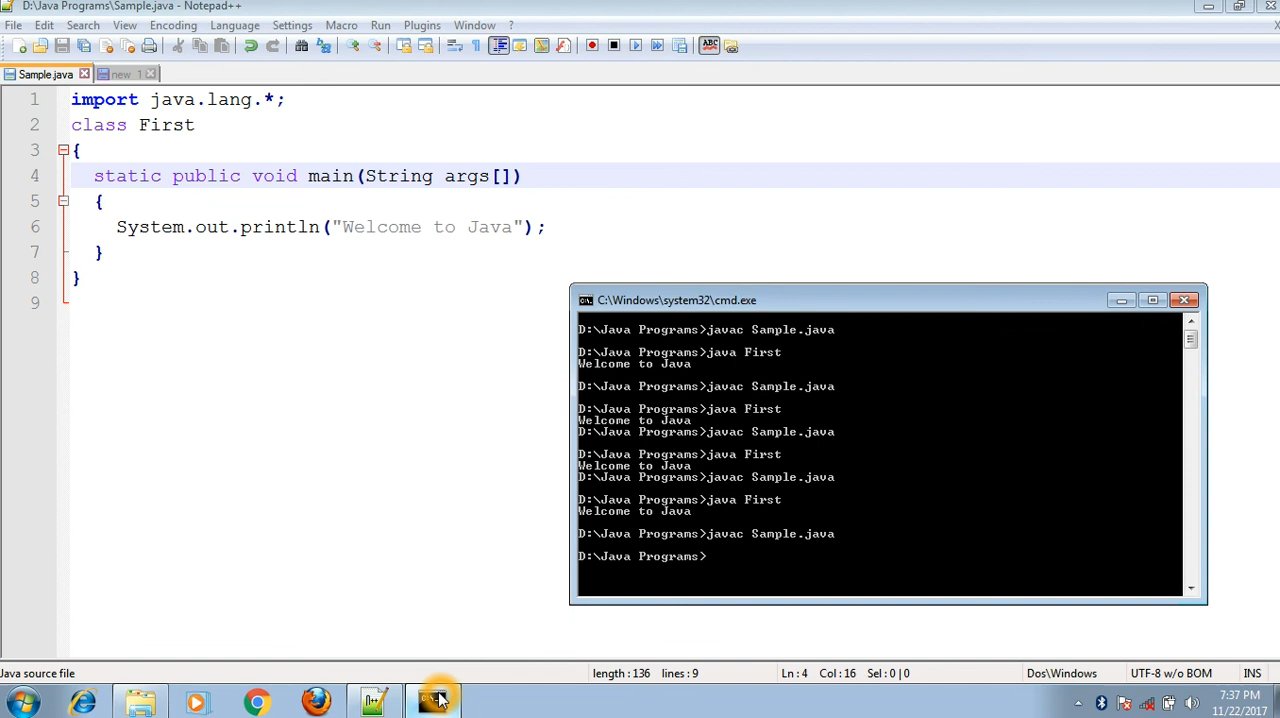 D:\Java Programs\Sample.java - Notepad++
File Edit Search View Encoding Language Settings Macro Run Plugins Window ?
Sample.java new 1
1 import java.lang.*;
2 class First
3 {
4 static public void main(String args[])
5 {
6 System.out.println("Welcome to Java");
7 }
8 }
9
C:\Windows\system32\cmd.exe
D:\Java Programs>javac Sample.java
D:\Java Programs>java First
Welcome to Java
D:\Java Programs>javac Sample.java
D:\Java Programs>java First
Welcome to Java
D:\Java Programs>javac Sample.java
D:\Java Programs>java First
Welcome to Java
D:\Java Programs>javac Sample.java
D:\Java Programs>java First
Welcome to Java
D:\Java Programs>javac Sample.java
D:\Java Programs>
Java source file length : 136 lines : 9 Ln : 4 Col : 16 Sel : 0 | 0 Dos\Windows UTF-8 w/o BOM INS
7:37 PM
11/22/2017